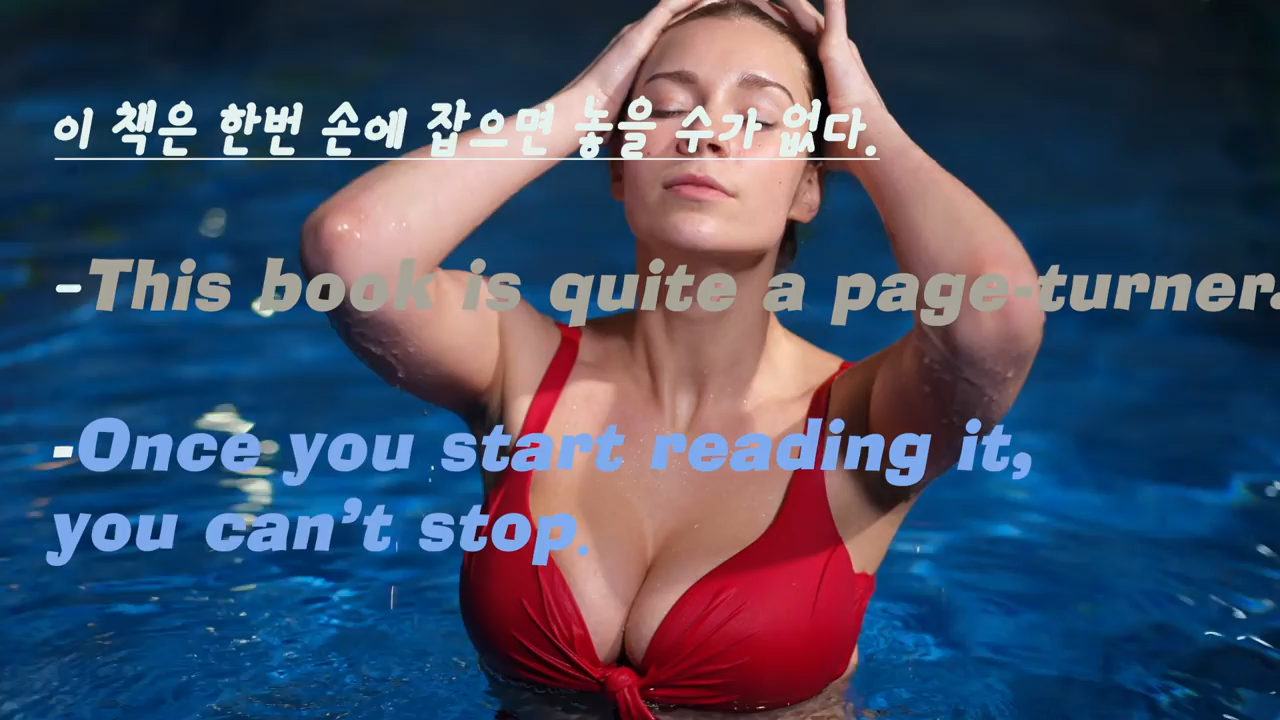 이 책은 한번 손에 잡으면 놓을 수가 없다.
-This book is quite a page-turner.
-Once you start reading it,
you can’t stop.